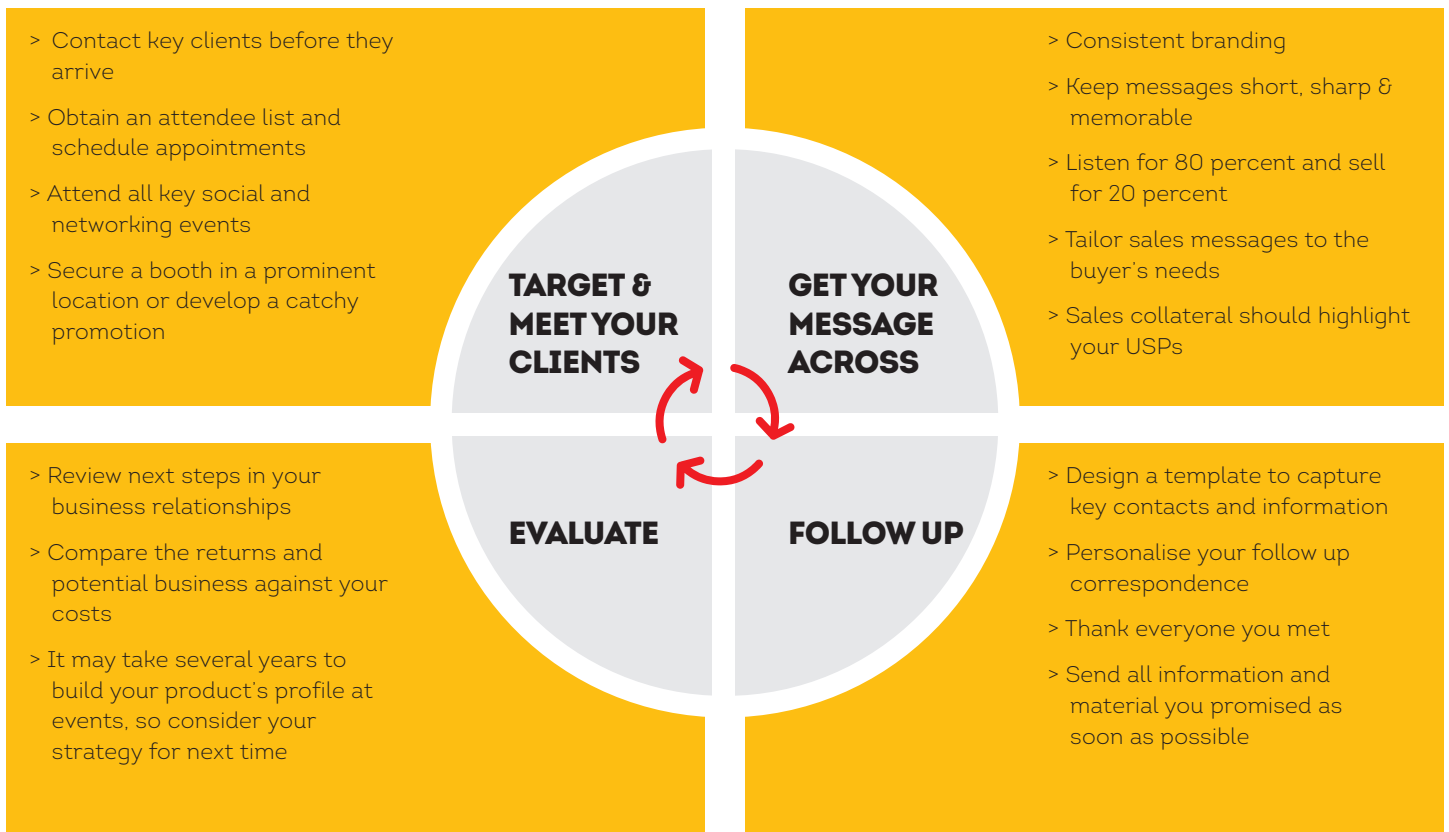 > Contact key clients before they
arrive
> Obtain an attendee list and
schedule appointments
> Attend all key social and
networking events
> Secure a booth in a prominent
location or develop a catchy
promotion
TARGET &
MEET YOUR
CLIENTS
GET YOUR
MESSAGE
ACROSS
> Consistent branding
> Keep messages short, sharp &
memorable
> Listen for 80 percent and sell
for 20 percent
> Tailor sales messages to the
buyer's needs
> Sales collateral should highlight
your USPs
> Review next steps in your
business relationships
> Compare the returns and
potential business against your
costs
> It may take several years to
build your product's profile at
events, so consider your
strategy for next time
EVALUATE
FOLLOW UP
> Design a template to capture
key contacts and information
> Personalise your follow up
correspondence
> Thank everyone you met
> Send all information and
material you promised as
soon as possible